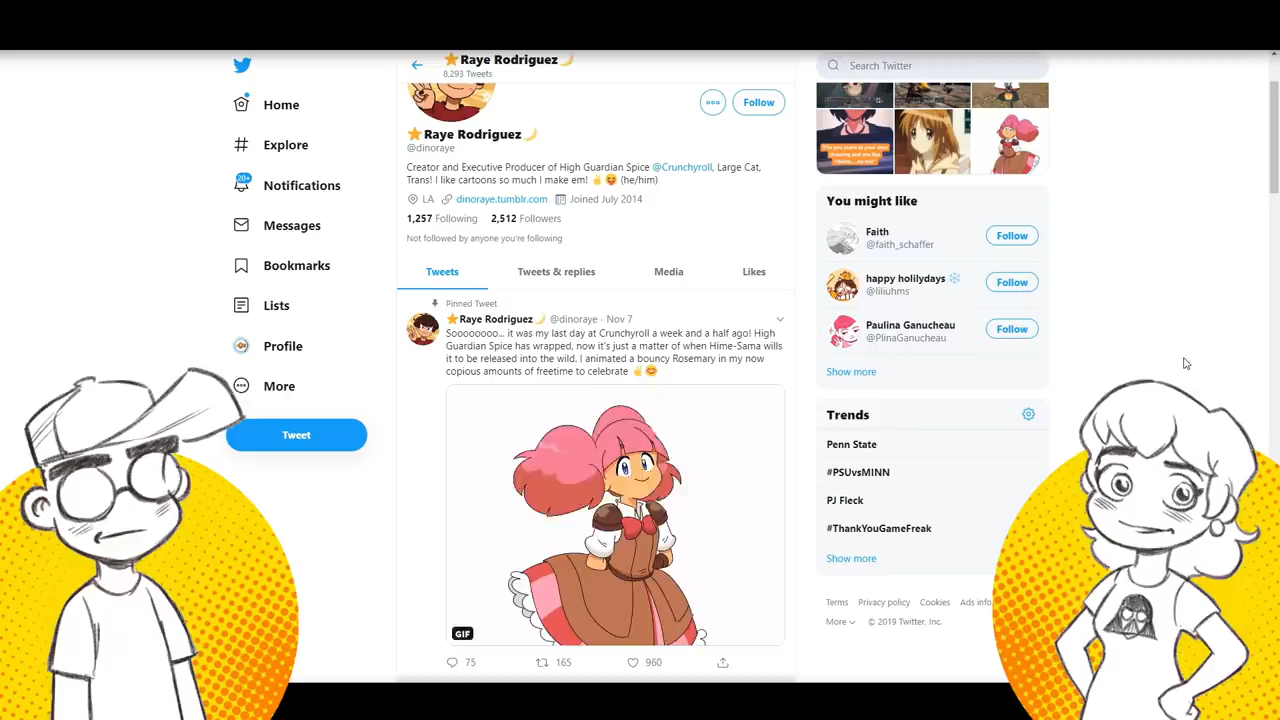 Home
Explore
20+
Notifications
Messages
Bookmarks
Lists
Profile
More
Tweet
⭐Raye Rodriguez🌙
8,293 Tweets
Follow
⭐Raye Rodriguez🌙
@dinoraye
Creator and Executive Producer of High Guardian Spice @Crunchyroll, Large Cat,
Trans! I like cartoons so much I make em! ✌😋 (he/him)
LA dinoraye.tumblr.com Joined July 2014
1,257 Following 2,512 Followers
Not followed by anyone you're following
Tweets Tweets & replies Media Likes
Pinned Tweet
⭐Raye Rodriguez🌙 @dinoraye · Nov 7
Soooooooo... it was my last day at Crunchyroll a week and a half ago! High
Guardian Spice has wrapped, now it's just a matter of when Hime-Sama wills
it to be released into the wild. I animated a bouncy Rosemary in my now
copious amounts of freetime to celebrate ✌😊
GIF
75 165 960
Search Twitter
You might like
Faith
@faith_schaffer
Follow
happy holilydays ❄
@liliuhms
Follow
Paulina Ganucheau
@PlinaGanucheau
Follow
Show more
Trends
Penn State
#PSUvsMINN
PJ Fleck
#ThankYouGameFreak
Show more
Terms Privacy policy Cookies Ads info
More © 2019 Twitter, Inc.